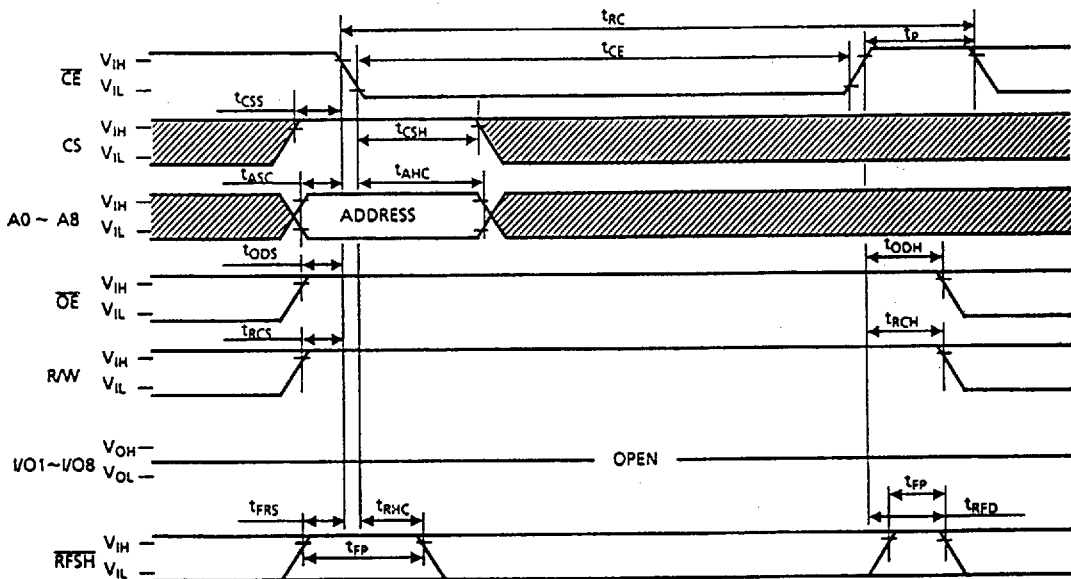 tRC
tCE
tP
CE
VIH
VIL
tCSS
CS
VIH
VIL
tCSH
tASC
tAHC
A0 ~ A8
VIH
VIL
ADDRESS
tODS
tODH
OE
VIH
VIL
tRCS
tRCH
R/W
VIH
VIL
I/O1~I/O8
VOH
VOL
OPEN
tFRS
tRHC
tFP
tFP
tRFD
RFSH
VIH
VIL